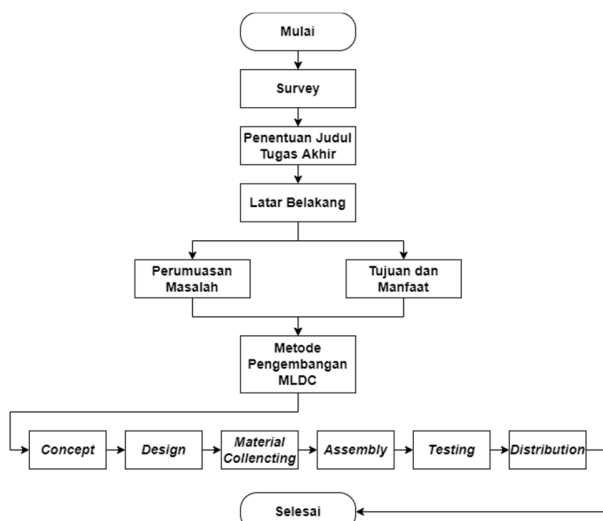 Mulai
Survey
Penentuan Judul
Tugas Akhir
Latar Belakang
Perumuasan
Masalah
Tujuan dan
Manfaat
Metode
Pengembangan
MLDC
Concept
Design
Material
Collencting
Assembly
Testing
Distribution
Selesai